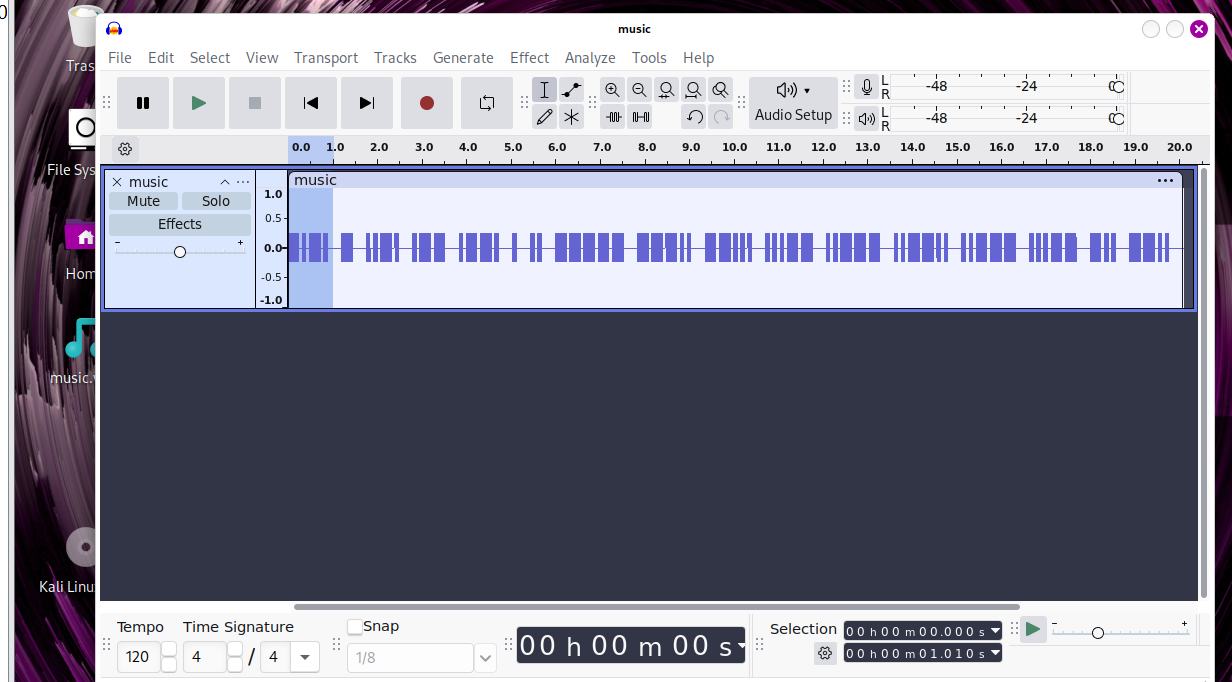 0
music
File Edit Select View Transport Tracks Generate Effect Analyze Tools Help
Tras
L
R
-48 -24 0
Audio Setup
L
R
-48 -24 0
File Sys
0.0 1.0 2.0 3.0 4.0 5.0 6.0 7.0 8.0 9.0 10.0 11.0 12.0 13.0 14.0 15.0 16.0 17.0 18.0 19.0 20.0
music
music
Mute Solo
Effects
- +
1.0
0.5
0.0
-0.5
-1.0
Hom
music.
Kali Linu
Tempo Time Signature
120 4 / 4
Snap
1/8
00 h 00 m 00 s
Selection
00 h 00 m 00.000 s
00 h 00 m 01.010 s
- +